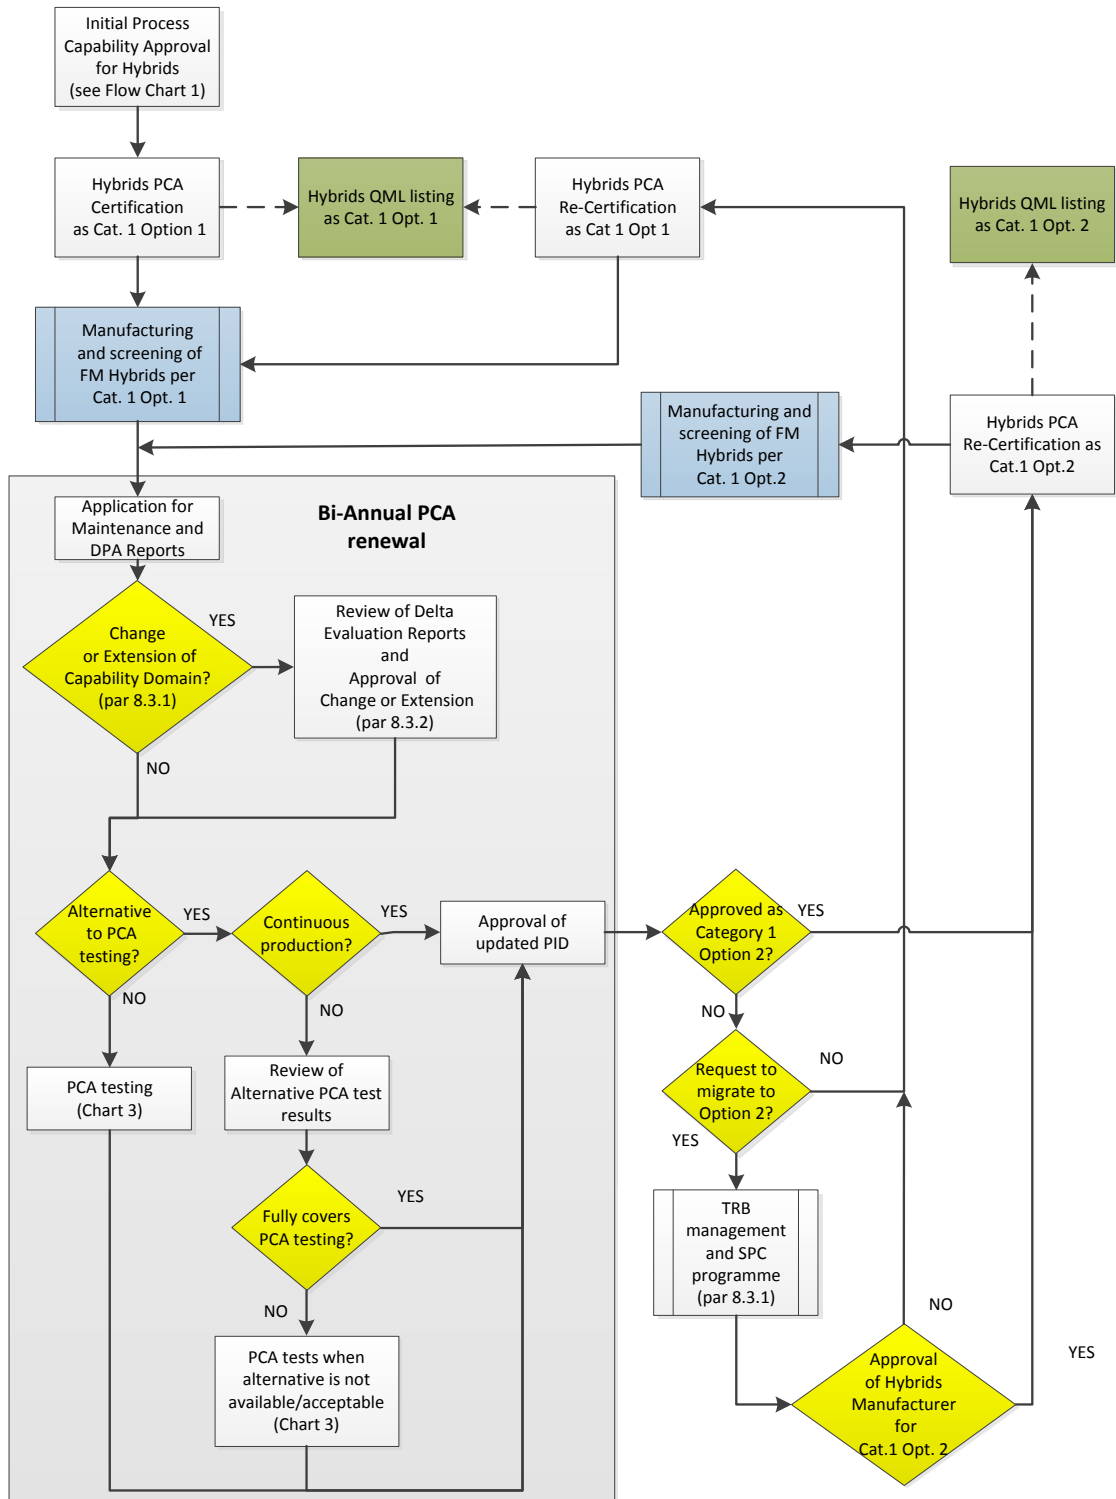 Initial Process
Capability Approval
for Hybrids
(see Flow Chart 1)
Hybrids PCA
Certification
as Cat. 1 Option 1
Hybrids QML listing
as Cat. 1 Opt. 1
Hybrids PCA
Re-Certification
as Cat 1 Opt 1
Hybrids QML listing
as Cat. 1 Opt. 2
Manufacturing
and screening of
FM Hybrids per
Cat. 1 Opt. 1
Manufacturing and
screening of FM
Hybrids per
Cat. 1 Opt.2
Hybrids PCA
Re-Certification as
Cat.1 Opt.2
Bi-Annual PCA
renewal
Application for
Maintenance and
DPA Reports
Change
or Extension of
Capability Domain?
(par 8.3.1)
YES
Review of Delta
Evaluation Reports
and
Approval of
Change or Extension
(par 8.3.2)
NO
Alternative
to PCA
testing?
YES
Continuous
production?
YES
Approval of
updated PID
Approved as
Category 1
Option 2?
YES
NO
NO
NO
PCA testing
(Chart 3)
Review of
Alternative PCA test
results
Request to
migrate to
Option 2?
NO
YES
Fully covers
PCA testing?
YES
NO
TRB
management
and SPC
programme
(par 8.3.1)
PCA tests when
alternative is not
available/acceptable
(Chart 3)
Approval
of Hybrids
Manufacturer
for
Cat.1 Opt. 2
NO
YES